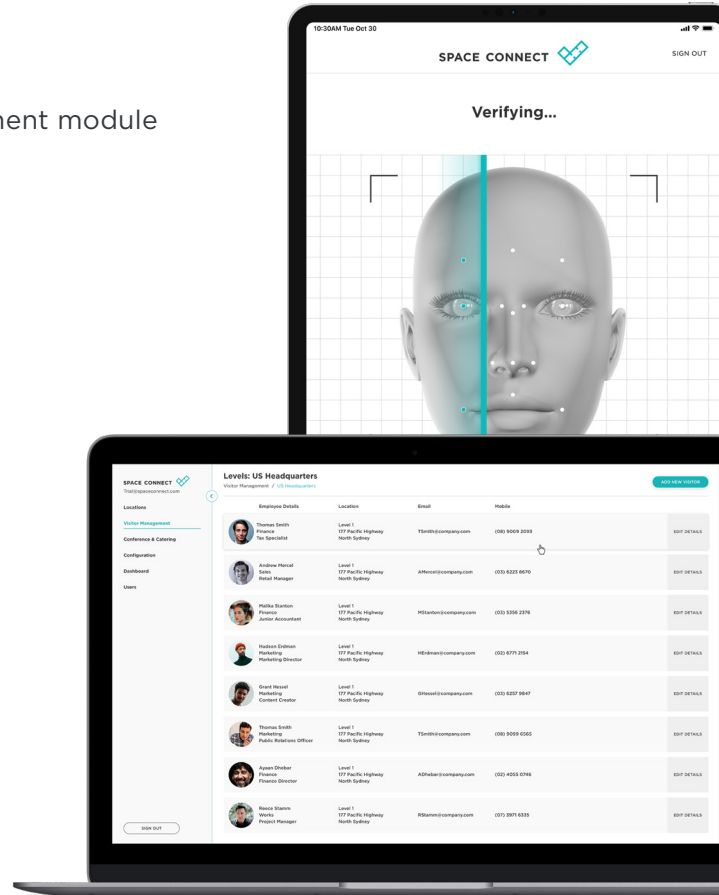 10:30AM Tue Oct 30
SPACE CONNECT
SIGN OUT
module
Verifying...
SPACE CONNECT
Trial@spaceconnect.com
Locations
Visitor Management
Conference & Catering
Configuration
Dashboard
Users
SIGN OUT
Levels: US Headquarters
Visitor Management / US Headquarters
ADD NEW VISITOR
Employee Details Location Email Mobile
Thomas Smith Level 1
Finance 177 Pacific Highway TSmith@company.com (08) 9009 2093 EDIT DETAILS
Tax Specialist North Sydney
Andrew Mercel Level 1
Sales 177 Pacific Highway AMercel@company.com (03) 6223 8670 EDIT DETAILS
Retail Manager North Sydney
Malika Stanton Level 1
Finance 177 Pacific Highway MStanton@company.com (03) 5356 2376 EDIT DETAILS
Junior Accountant North Sydney
Hudson Erdman Level 1
Marketing 177 Pacific Highway HErdman@company.com (02) 6771 2154 EDIT DETAILS
Marketing Director North Sydney
Grant Hessel Level 1
Marketing 177 Pacific Highway GHessel@company.com (03) 6257 9847 EDIT DETAILS
Content Creator North Sydney
Thomas Smith Level 1
Marketing 177 Pacific Highway TSmith@company.com (08) 9099 6565 EDIT DETAILS
Public Relations Officer North Sydney
Ayaan Dhebar Level 1
Finance 177 Pacific Highway ADhebar@company.com (02) 4055 0746 EDIT DETAILS
Finance Director North Sydney
Reece Stamm Level 1
Works 177 Pacific Highway RStamm@company.com (07) 3971 6335 EDIT DETAILS
Project Manager North Sydney